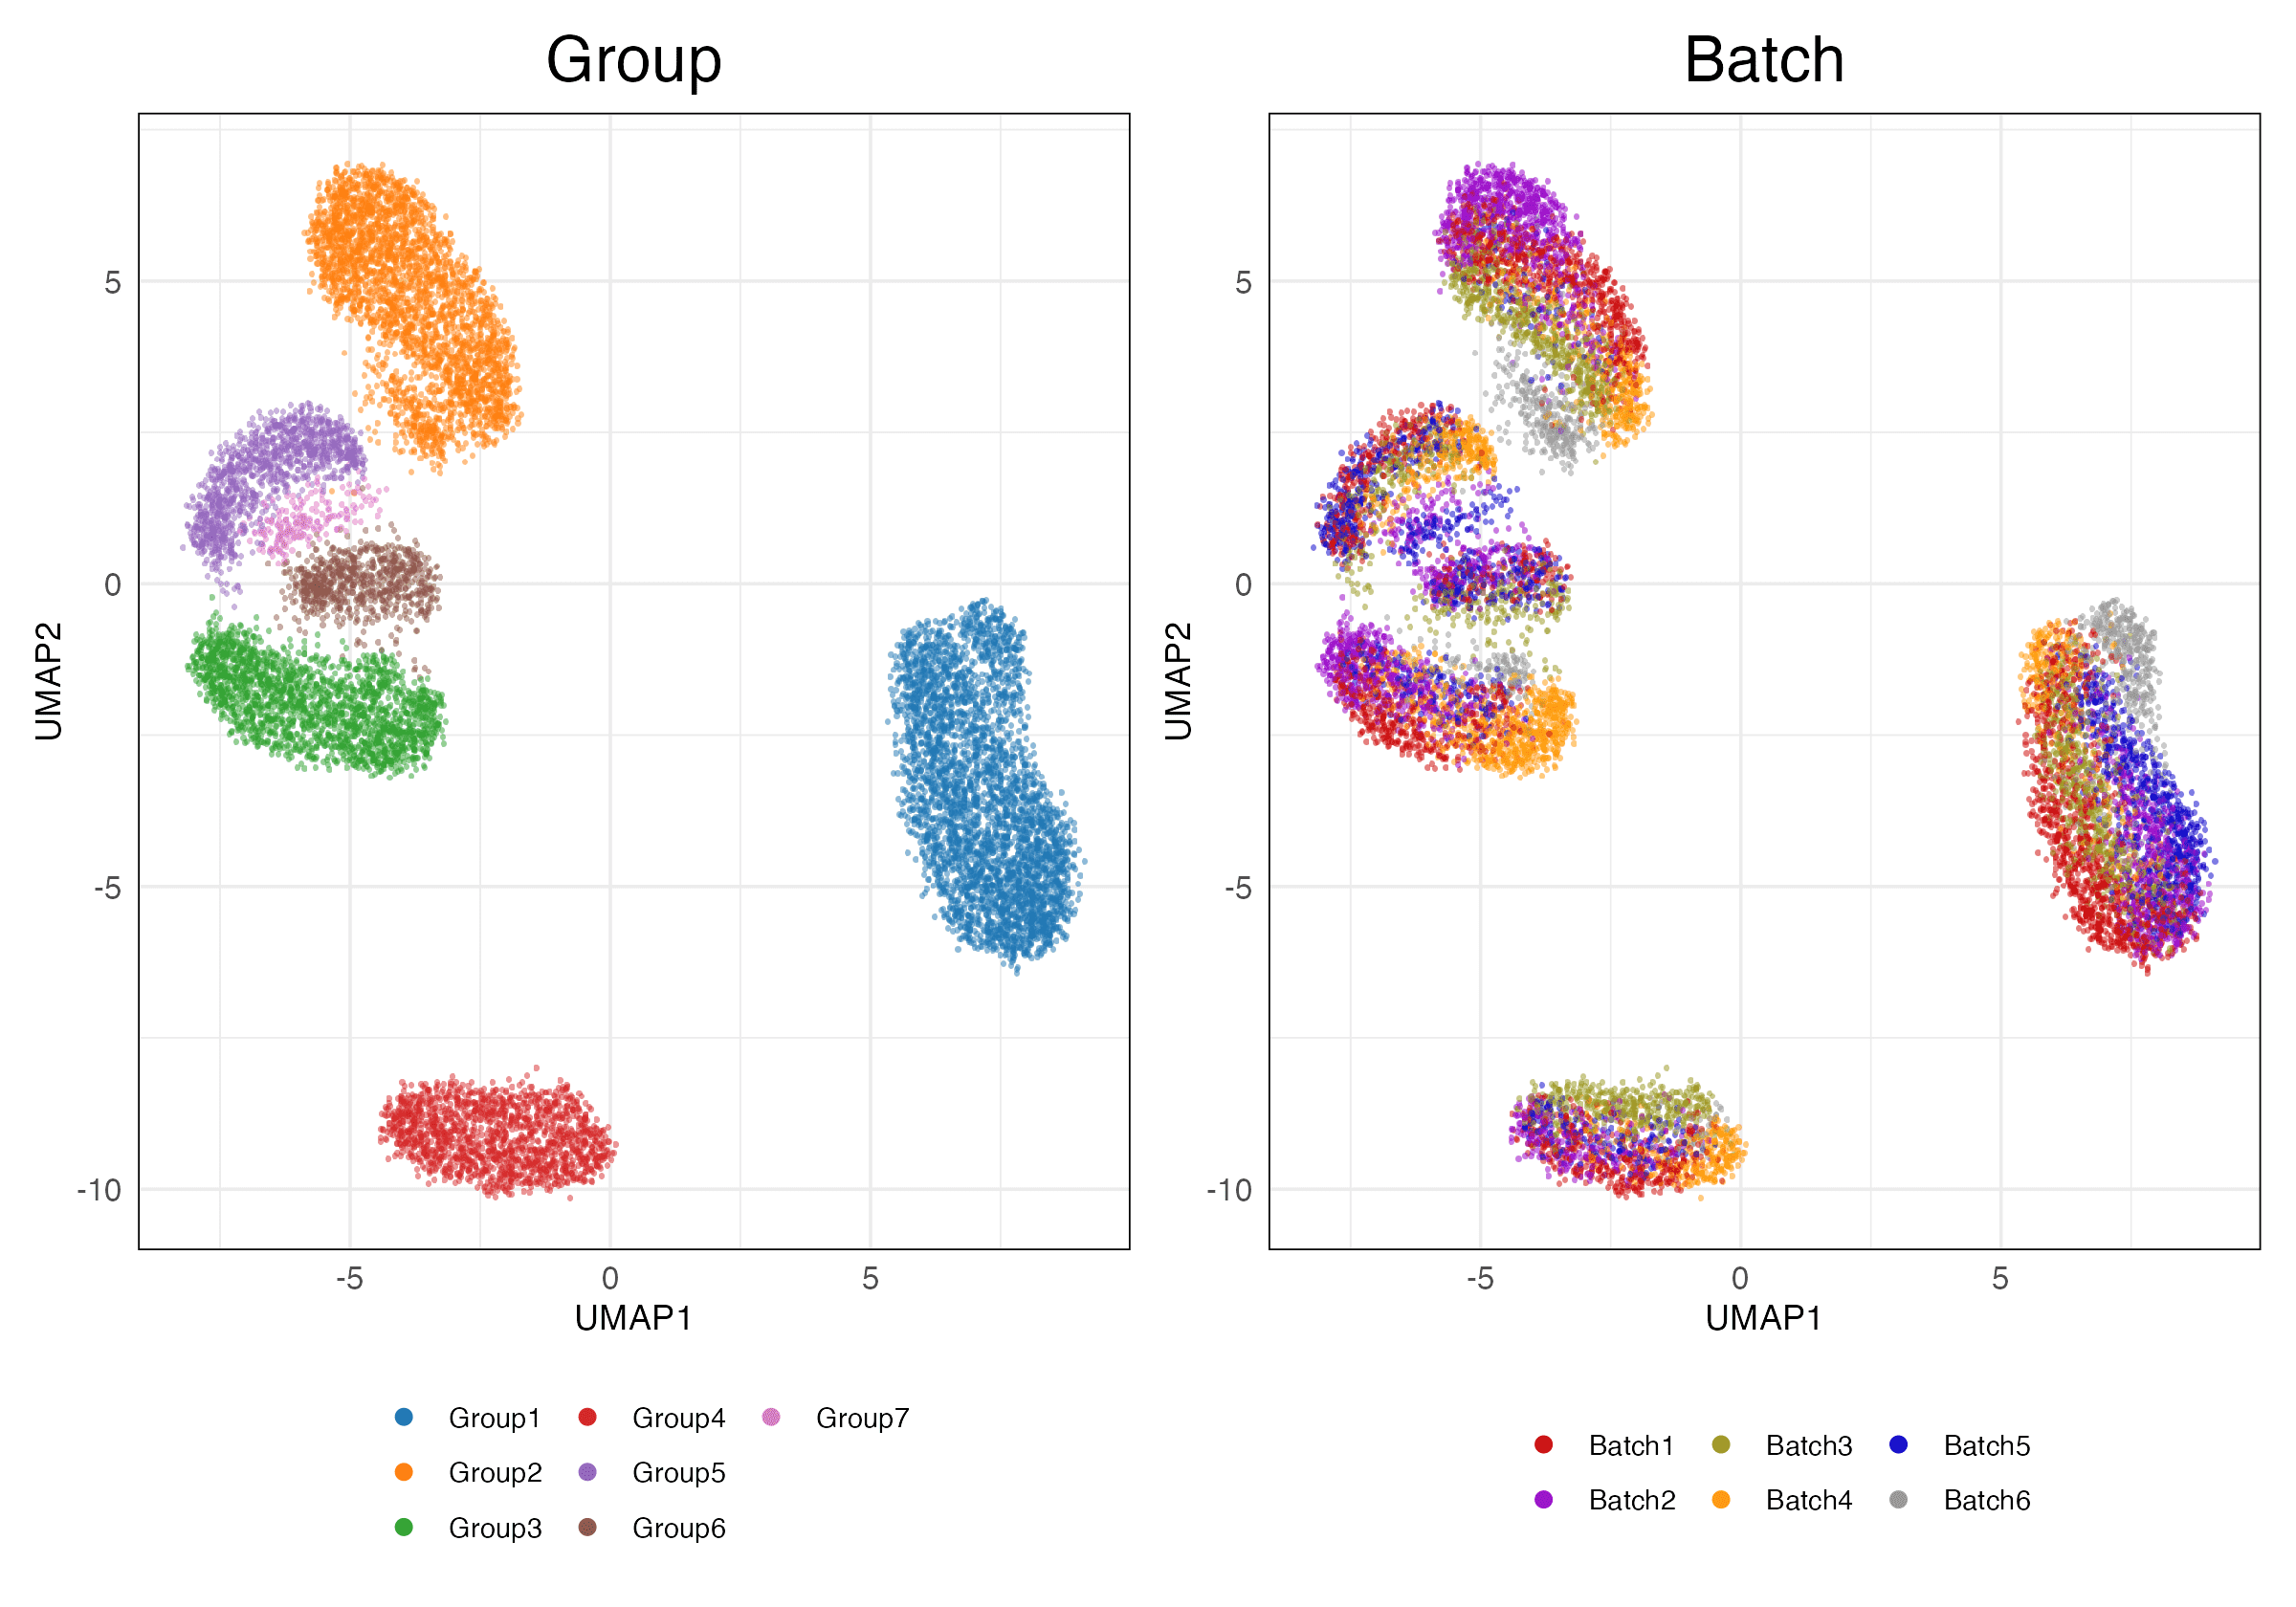 Group
Batch
5
0
-5
-10
UMAP2
-5 0 5
UMAP1
5
0
-5
-10
UMAP2
-5 0 5
UMAP1
Group1 Group4 Group7
Group2 Group5
Group3 Group6
Batch1 Batch3 Batch5
Batch2 Batch4 Batch6